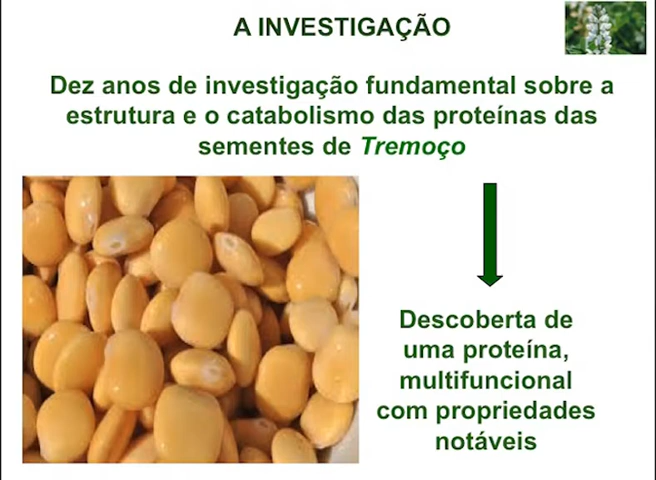 A INVESTIGAÇÃO
Dez anos de investigação fundamental sobre a
estrutura e o catabolismo das proteínas das
sementes de Tremoço
Descoberta de
uma proteína,
multifuncional
com propriedades
notáveis